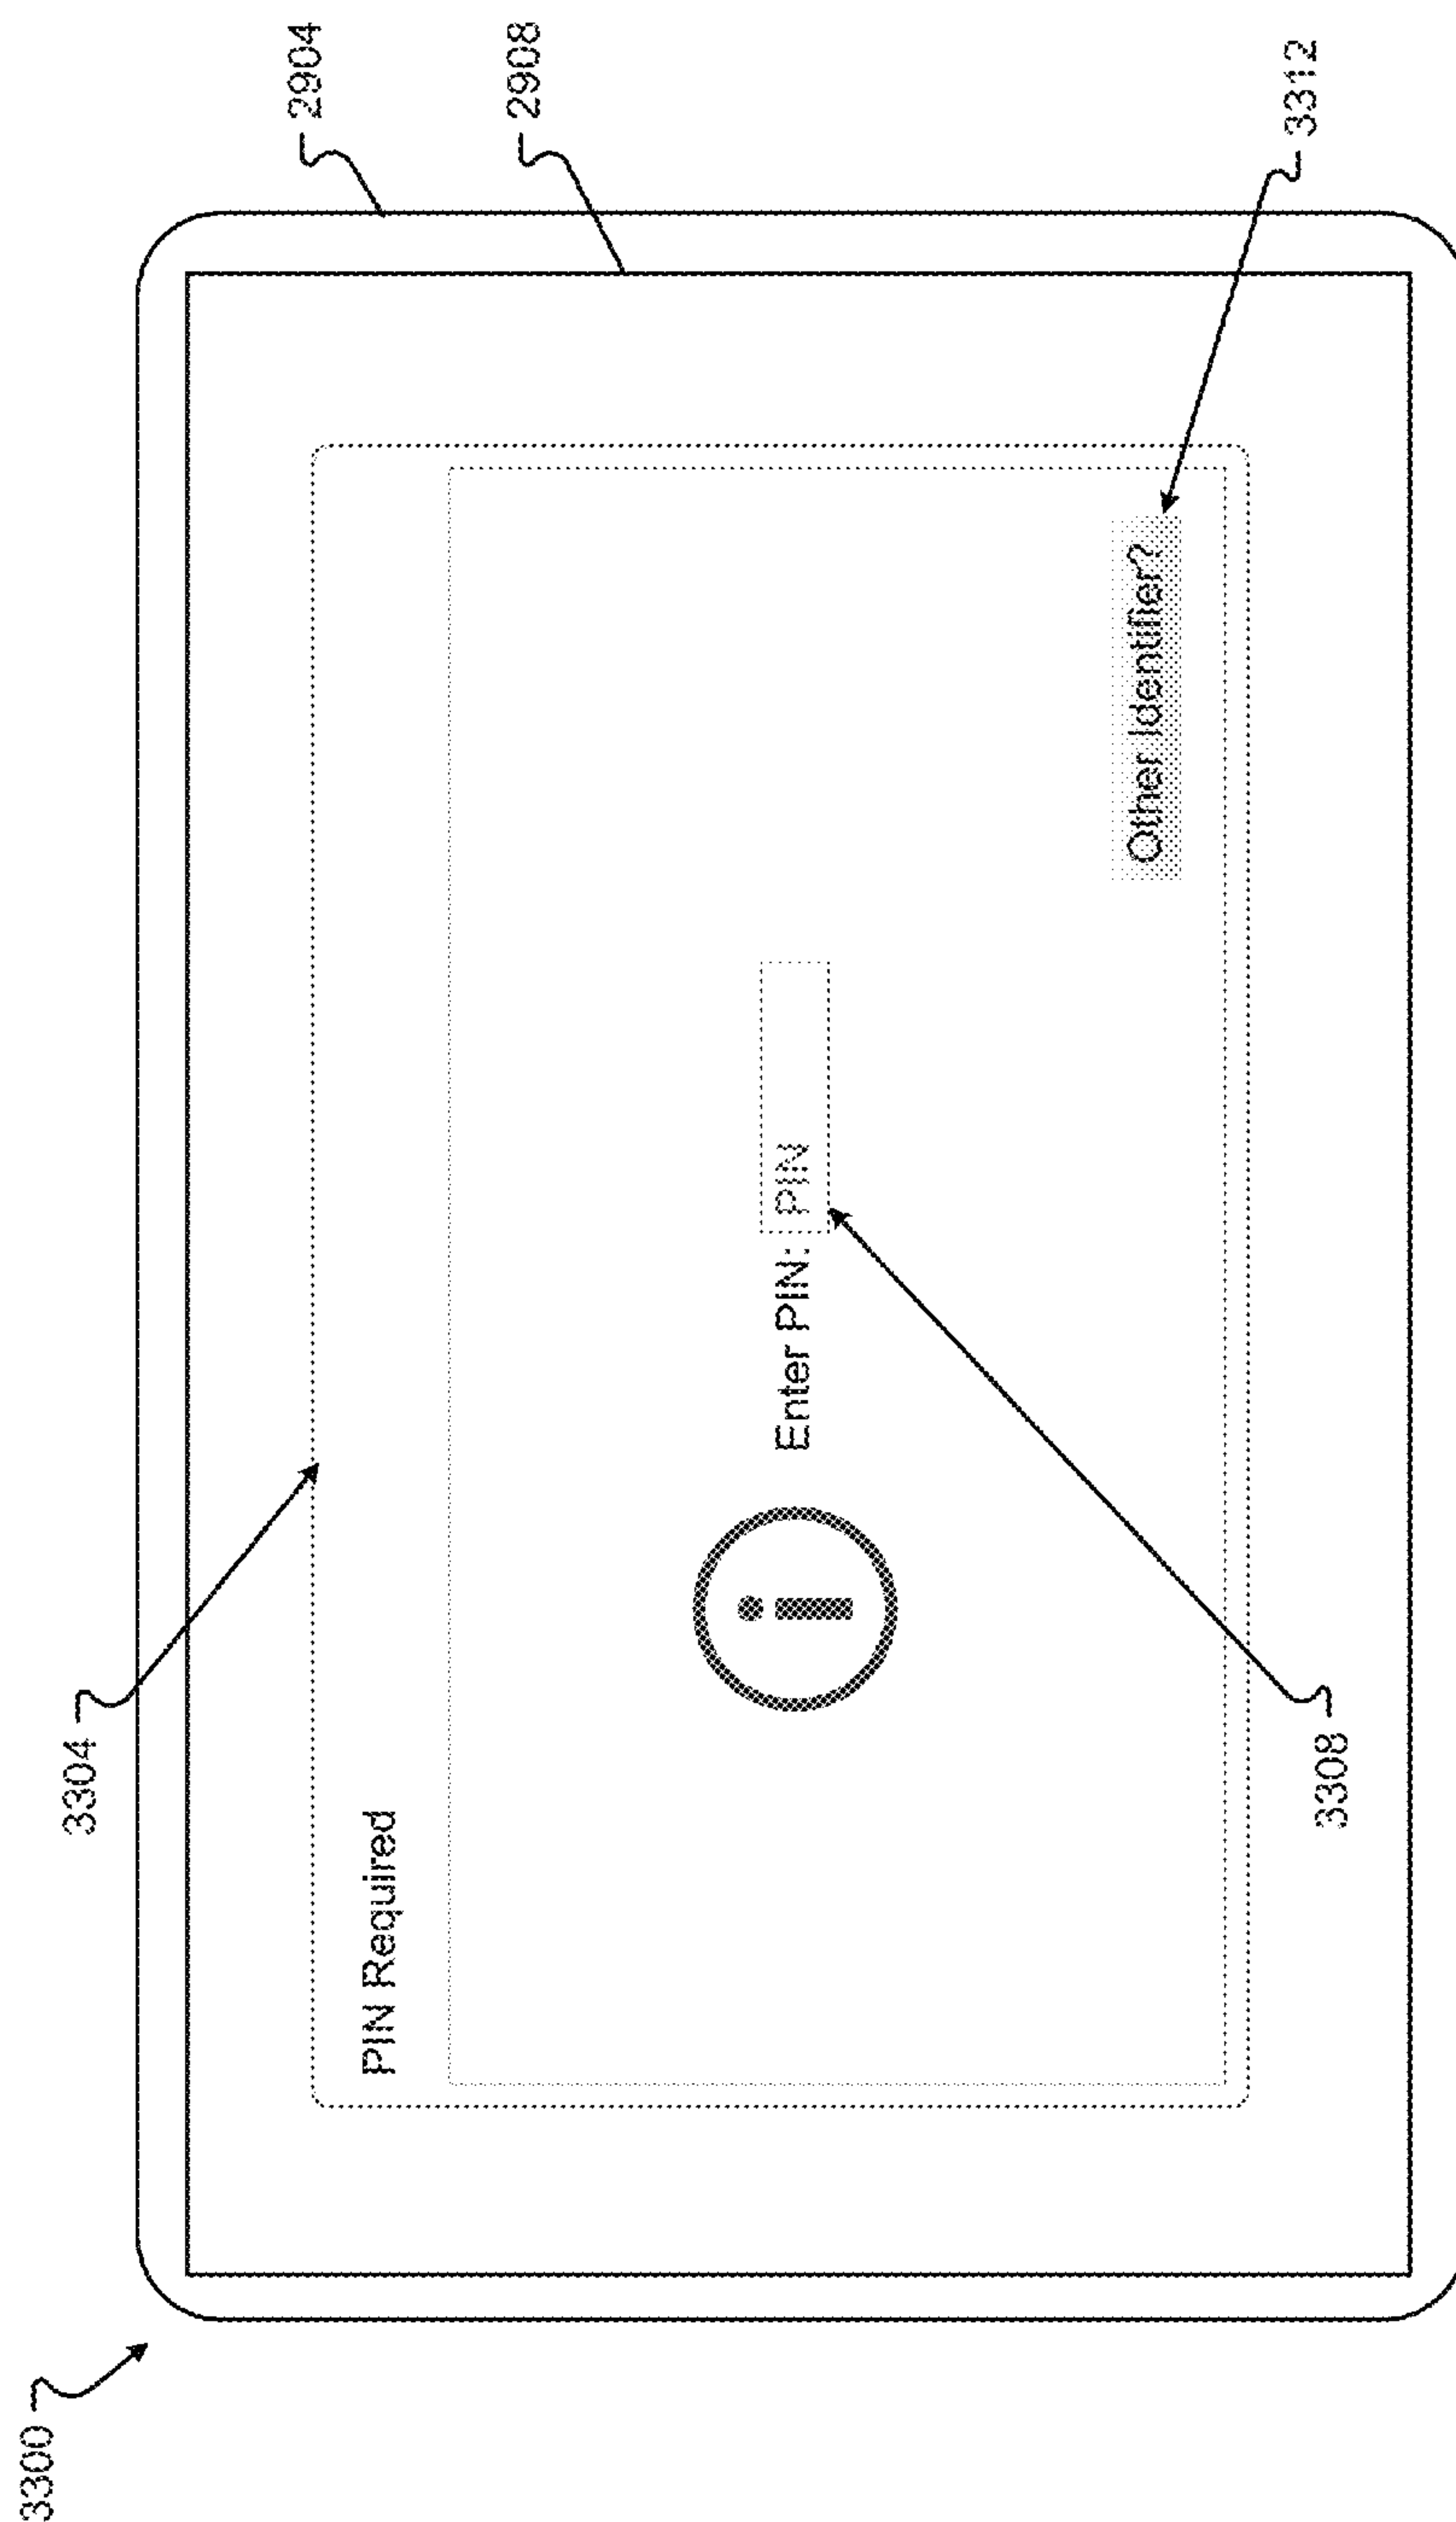 3300
3304
2904
2908
PIN Required
Enter PIN: PIN
Other Identifier?
3308
3312